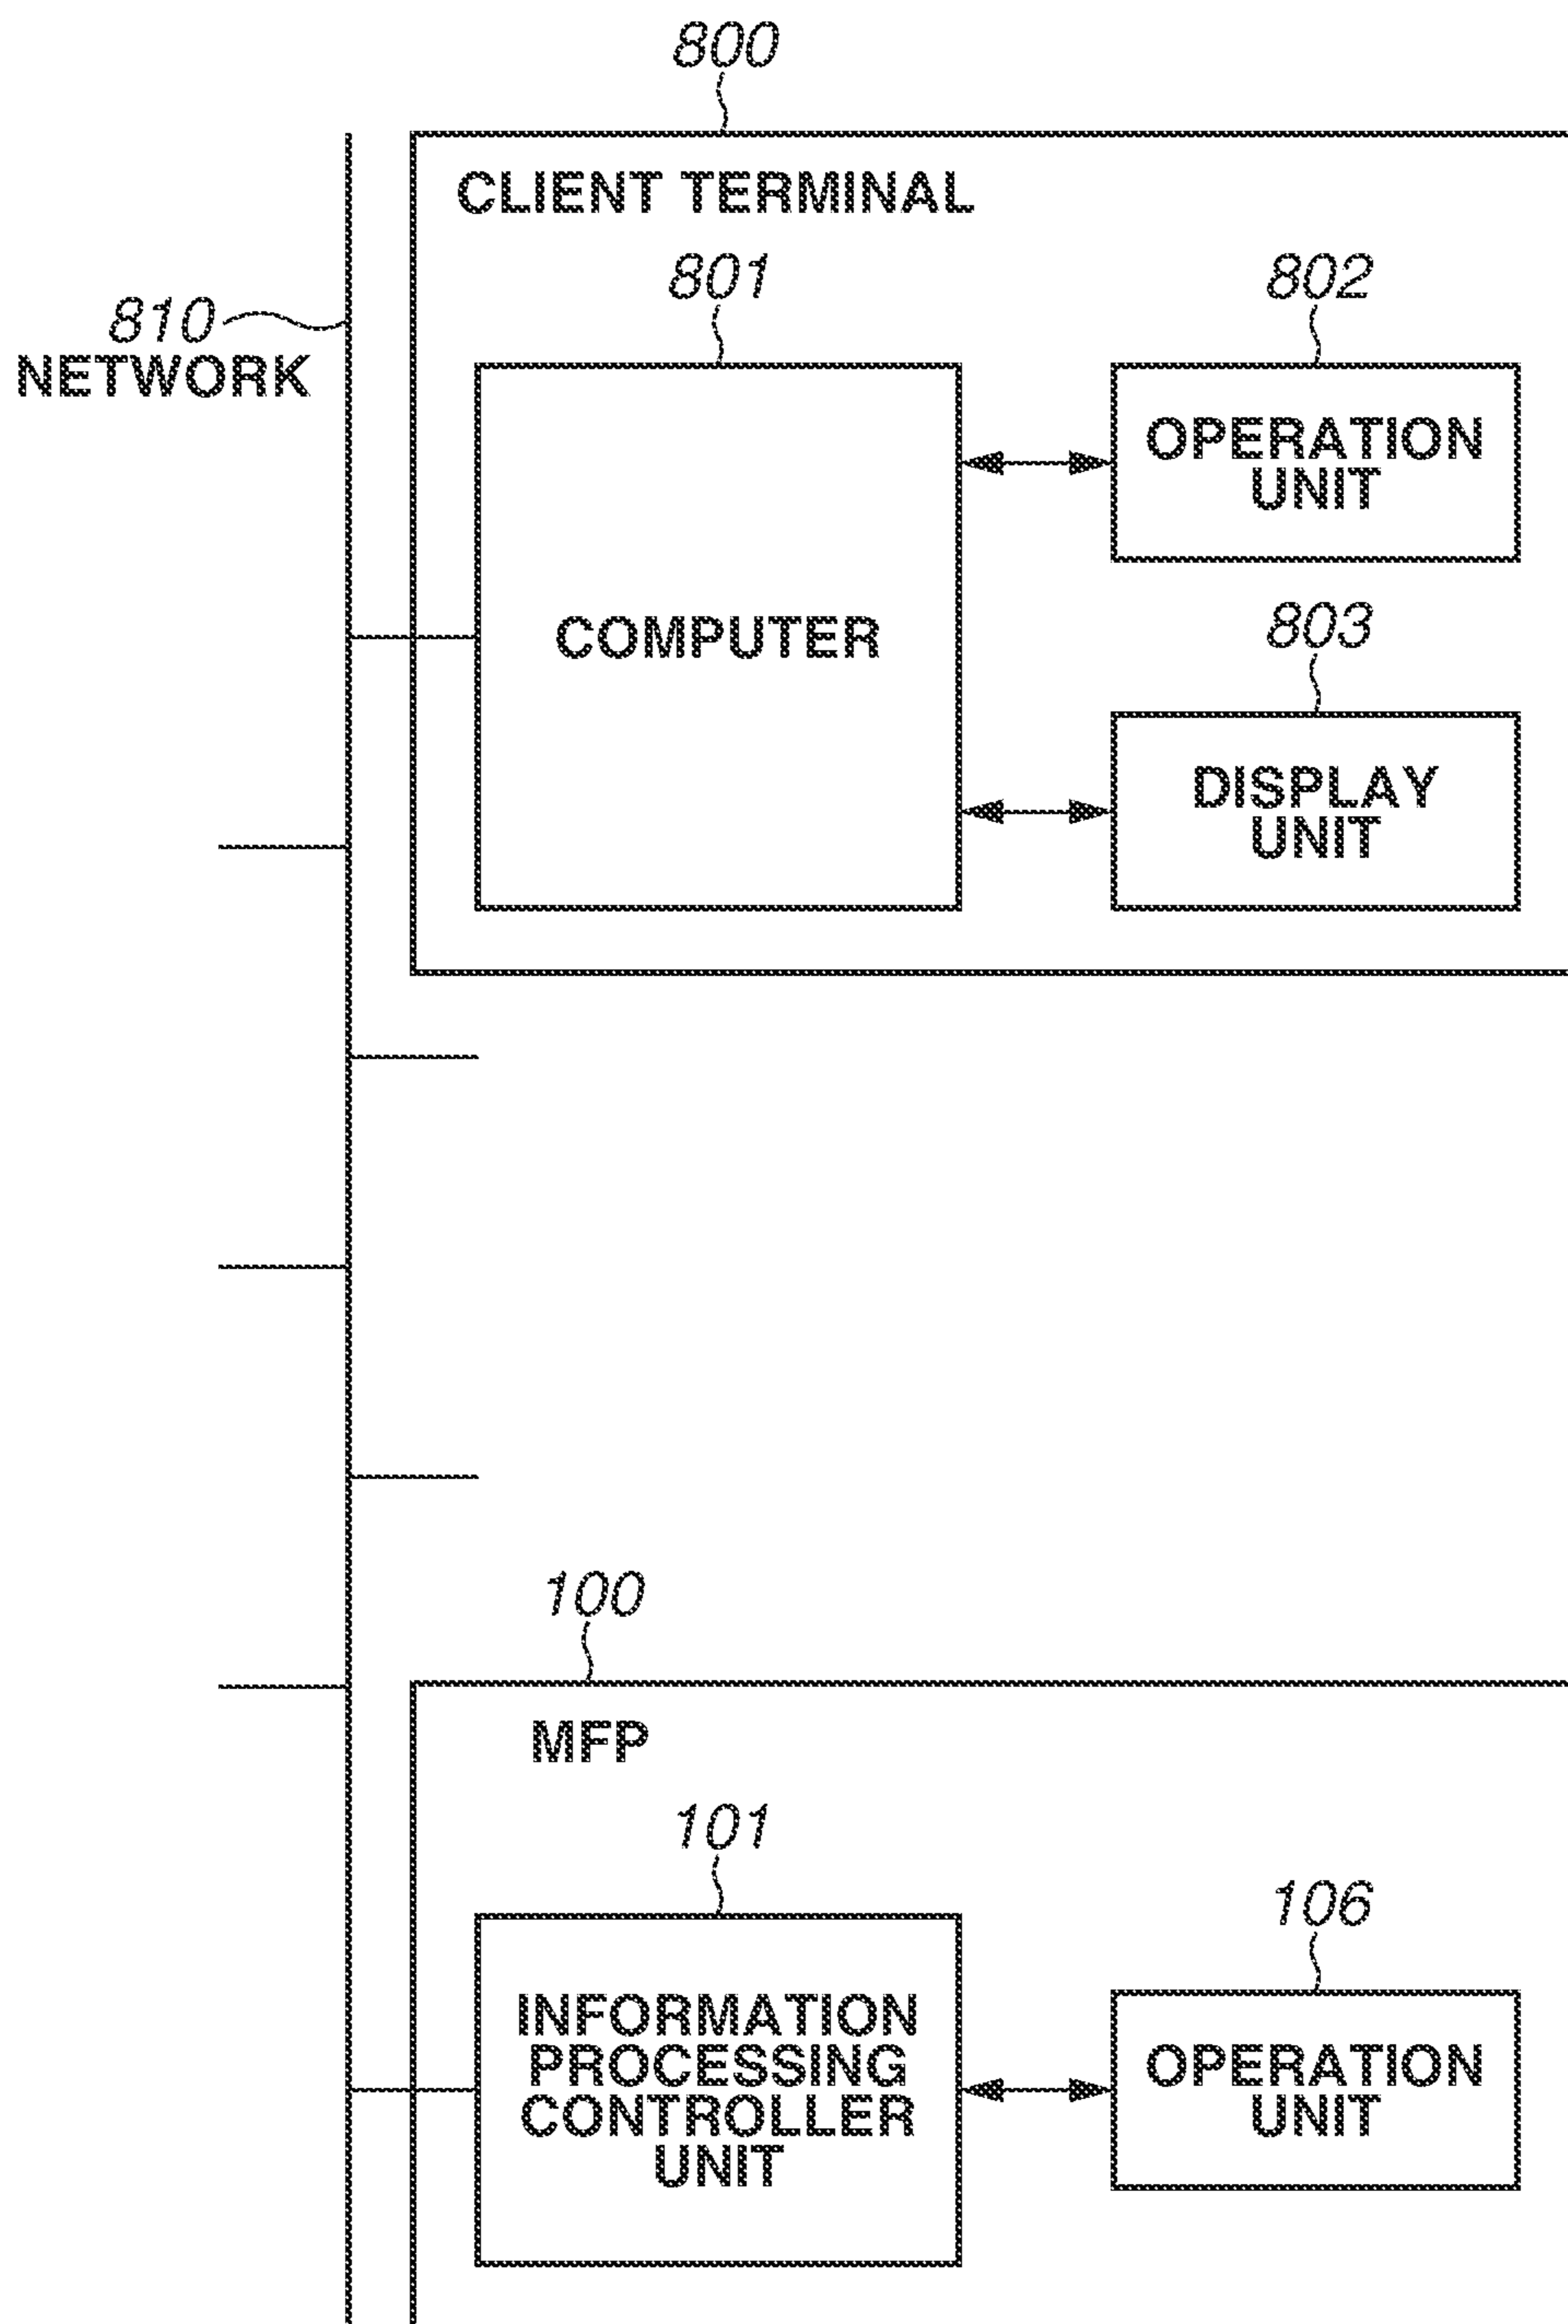 800
CLIENT TERMINAL
801
802
810
NETWORK
OPERATION
UNIT
COMPUTER
803
DISPLAY
UNIT
100
MFP
101
106
INFORMATION
PROCESSING
CONTROLLER
UNIT
OPERATION
UNIT